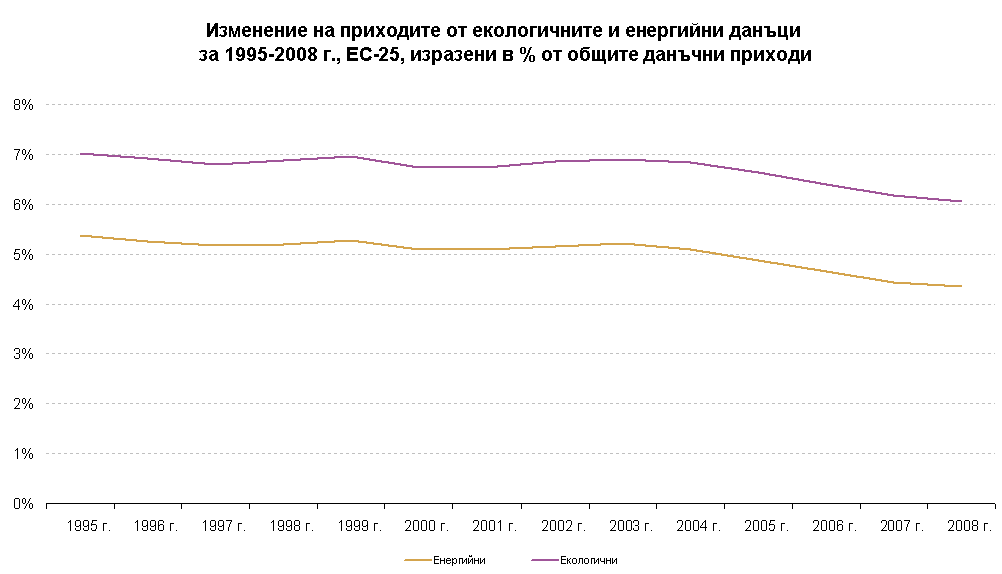 Изменение на приходите от екологичните и енергийни данъци
за 1995-2008 г., ЕС-25, изразени в % от общите данъчни приходи
8%
7%
6%
5%
4%
3%
2%
1%
0%
1995 г. 1996 г. 1997 г. 1998 г. 1999 г. 2000 г. 2001 г. 2002 г. 2003 г. 2004 г. 2005 г. 2006 г. 2007 г. 2008 г.
Енергийни Екологични